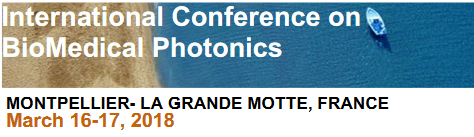 International Conference on
BioMedical Photonics
MONTPELLIER- LA GRANDE MOTTE, FRANCE
March 16-17, 2018